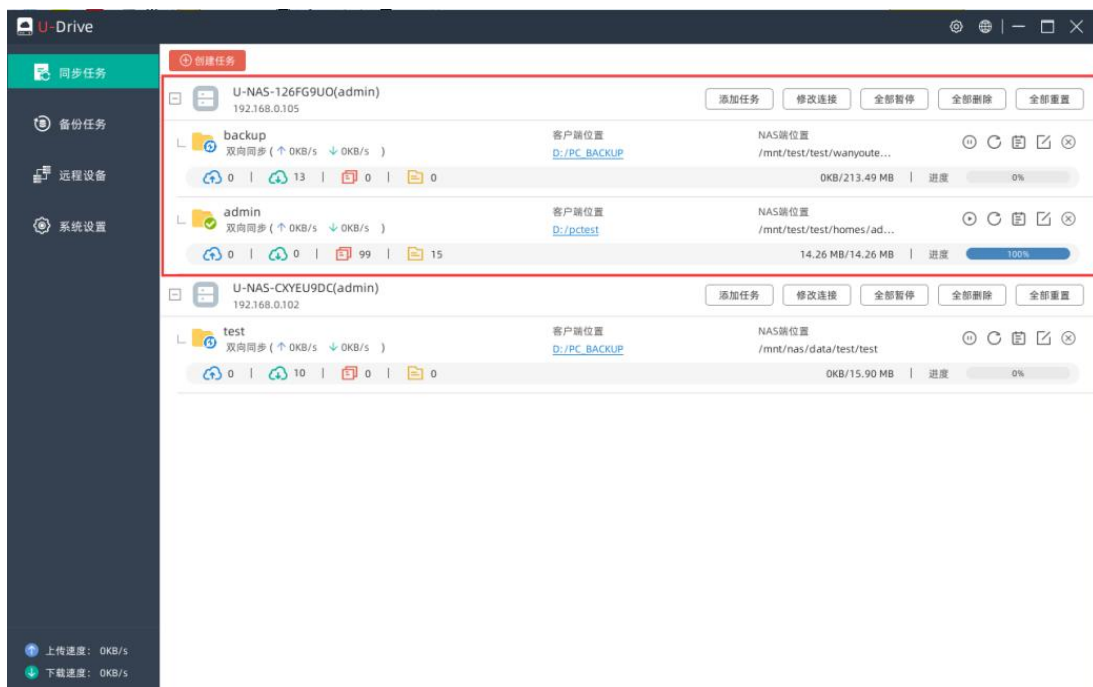 U-Drive
同步任务
备份任务
远程设备
系统设置
上传速度: 0KB/s
下载速度: 0KB/s
创建任务
U-NAS-126FG9UO(admin)
192.168.0.105
添加任务 修改连接 全部暂停 全部删除 全部重置
backup 客户端位置 NAS端位置
双向同步 ( ↑ 0KB/s ↓ 0KB/s ) D:/PC_BACKUP /mnt/test/test/wanyoute...
0 | 13 | 0 | 0 0KB/213.49 MB | 进度 0%
admin 客户端位置 NAS端位置
双向同步 ( ↑ 0KB/s ↓ 0KB/s ) D:/pctest /mnt/test/test/homes/ad...
0 | 0 | 99 | 15 14.26 MB/14.26 MB | 进度 100%
U-NAS-CXYEU9DC(admin)
192.168.0.102
添加任务 修改连接 全部暂停 全部删除 全部重置
test 客户端位置 NAS端位置
双向同步 ( ↑ 0KB/s ↓ 0KB/s ) D:/PC_BACKUP /mnt/nas/data/test/test
0 | 10 | 0 | 0 0KB/15.90 MB | 进度 0%